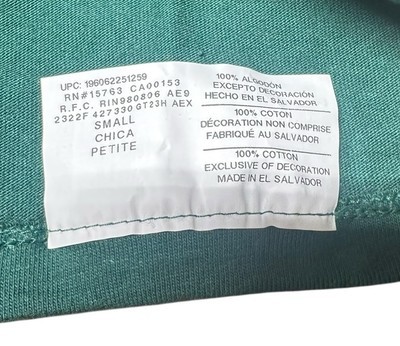 UPC: 196062251259
RN#15763 CA00153
R.F.C. RIN980806 AE9
2322F 427330 GT23H AEX
SMALL
CHICA
PETITE
100% ALGODÓN
EXCEPTO DECORACIÓN
HECHO EN EL SALVADOR
100% COTON
DÉCORATION NON COMPRISE
FABRIQUÉ AU SALVADOR
100% COTTON
EXCLUSIVE OF DECORATION
MADE IN EL SALVADOR